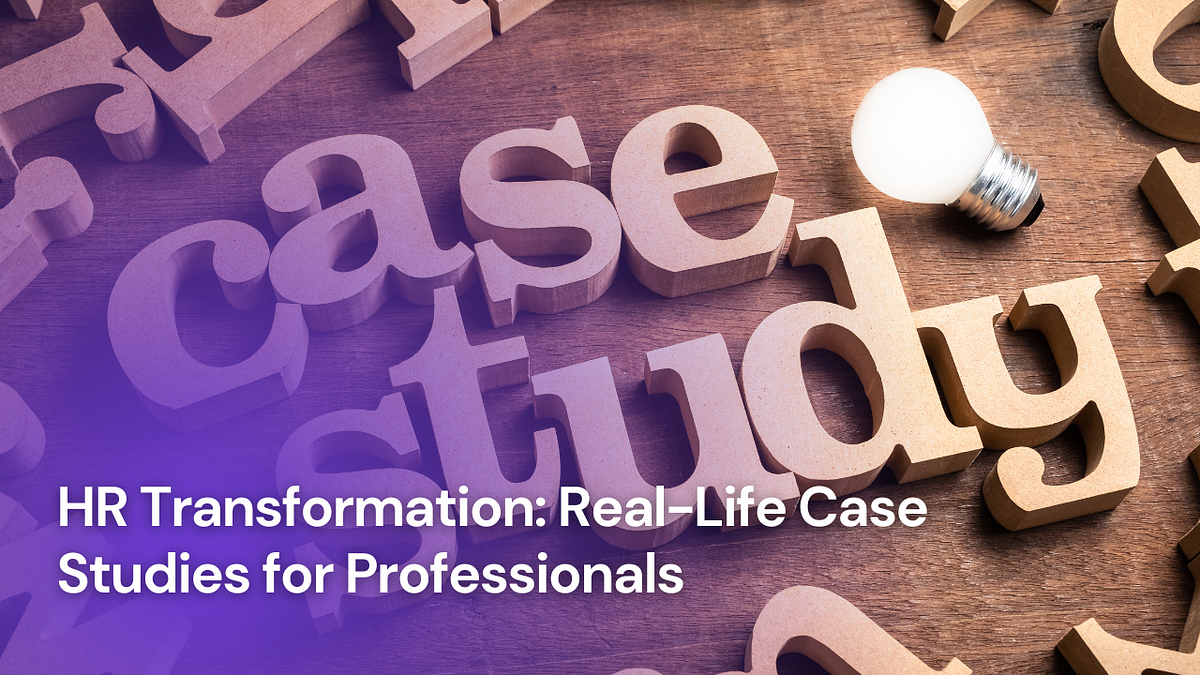 case
study
HR Transformation: Real-Life Case
Studies for Professionals